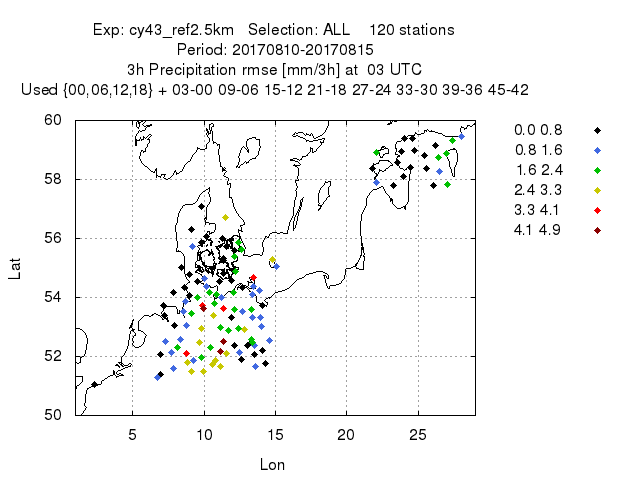 Exp: cy43_ref2.5km Selection: ALL 120 stations
Period: 20170810-20170815
3h Precipitation rmse [mm/3h] at 03 UTC
Used {00,06,12,18} + 03-00 09-06 15-12 21-18 27-24 33-30 39-36 45-42
60
58
56
54
52
50
Lat
5 10 15 20 25
Lon
0.0 0.8
0.8 1.6
1.6 2.4
2.4 3.3
3.3 4.1
4.1 4.9